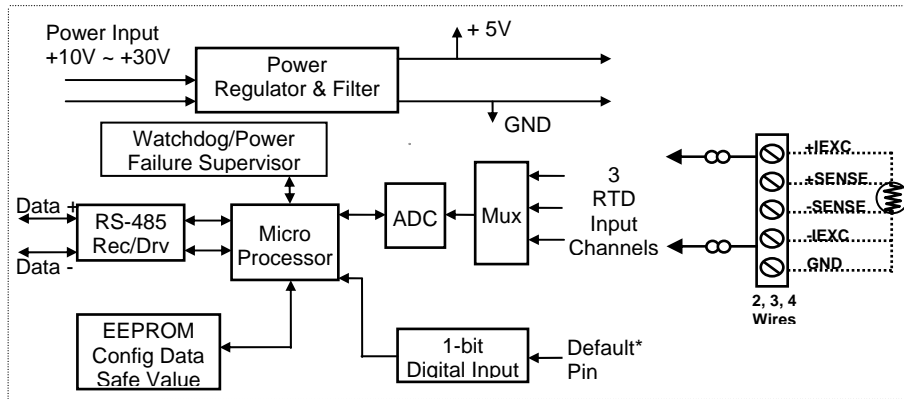 Power Input
+10V ~ +30V
Power
Regulator & Filter
+ 5V
GND
Watchdog/Power
Failure Supervisor
Data +
Data -
RS-485
Rec/Drv
Micro
Processor
ADC
Mux
3
RTD
Input
Channels
+IEXC
+SENSE
-SENSE
-IEXC
GND
2, 3, 4
Wires
EEPROM
Config Data
Safe Value
1-bit
Digital Input
Default*
Pin